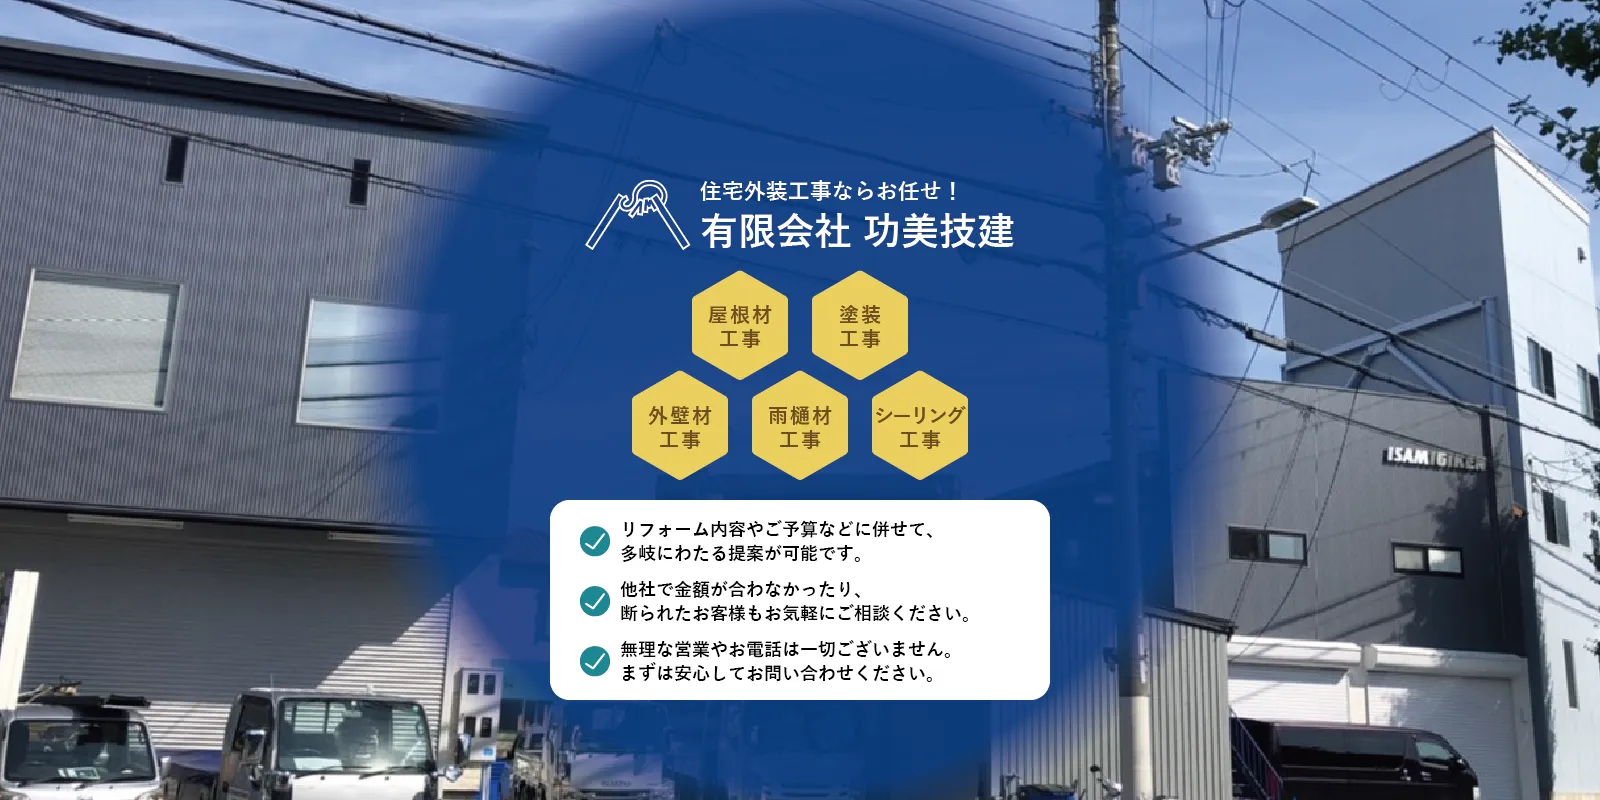 住宅外装工事ならお任せ！
有限会社 功美技建
屋根材
工事
塗装
工事
外壁材
工事
雨樋材
工事
シーリング
工事
リフォーム内容やご予算などに併せて、
多岐にわたる提案が可能です。
他社で金額が合わなかったり、
断られたお客様もお気軽にご相談ください。
無理な営業やお電話は一切ございません。
まずは安心してお問い合わせください。
ISAMIGIKEN